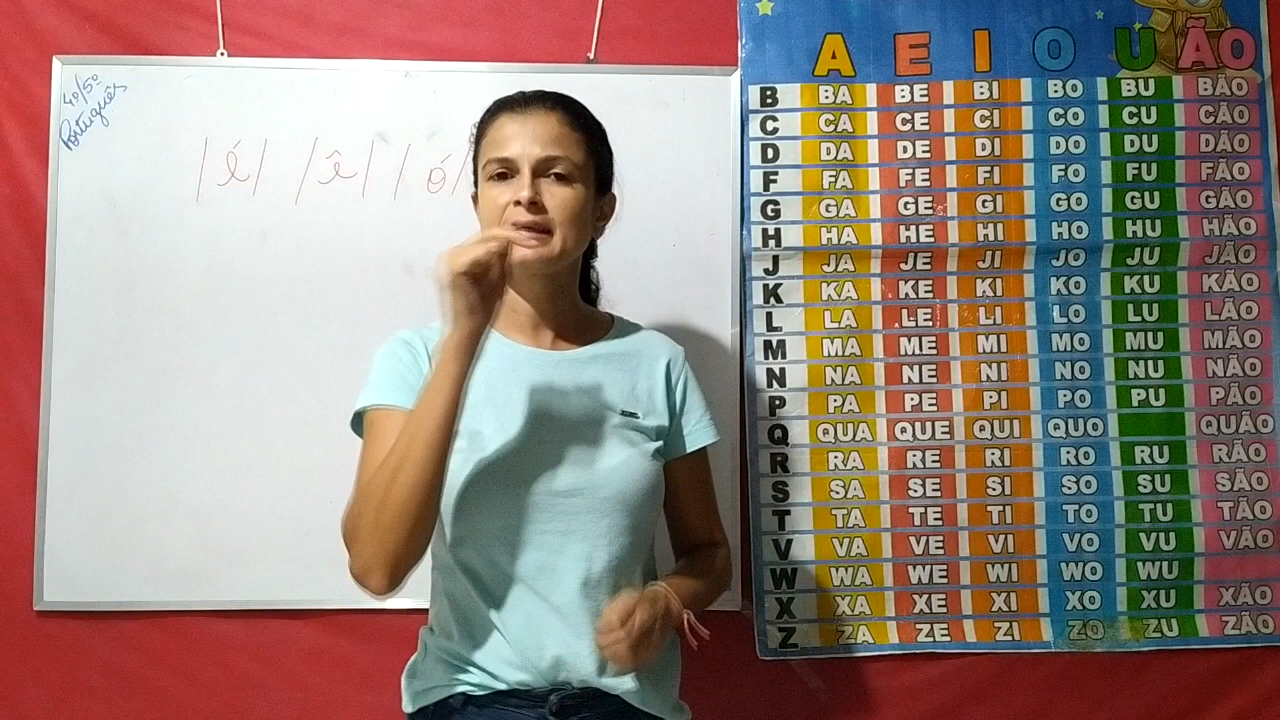 4º/5º
Português
/é/ /ê/ /ó/
A E I O U ÃO
B BA BE BI BO BU BÃO
C CA CE CI CO CU CÃO
D DA DE DI DO DU DÃO
F FA FE FI FO FU FÃO
G GA GE GI GO GU GÃO
H HA HE HI HO HU HÃO
J JA JE JI JO JU JÃO
K KA KE KI KO KU KÃO
L LA LE LI LO LU LÃO
M MA ME MI MO MU MÃO
N NA NE NI NO NU NÃO
P PA PE PI PO PU PÃO
Q QUA QUE QUI QUO QUÃO
R RA RE RI RO RU RÃO
S SA SE SI SO SU SÃO
T TA TE TI TO TU TÃO
V VA VE VI VO VU VÃO
W WA WE WI WO WU
X XA XE XI XO XU XÃO
Z ZA ZE ZI ZO ZU ZÃO